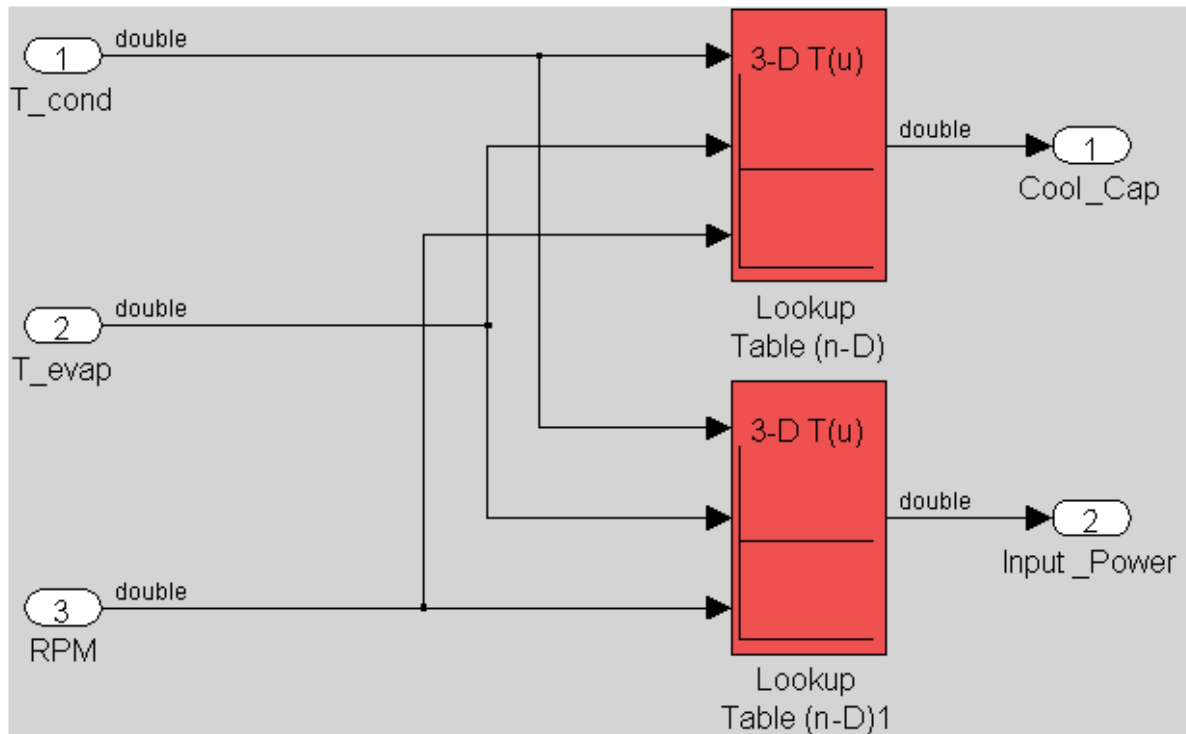 double
1
T_cond
3-D T(u)
double
1
Cool_Cap
Lookup
Table (n-D)
double
2
T_evap
3-D T(u)
double
2
Input _Power
double
3
RPM
Lookup
Table (n-D)1